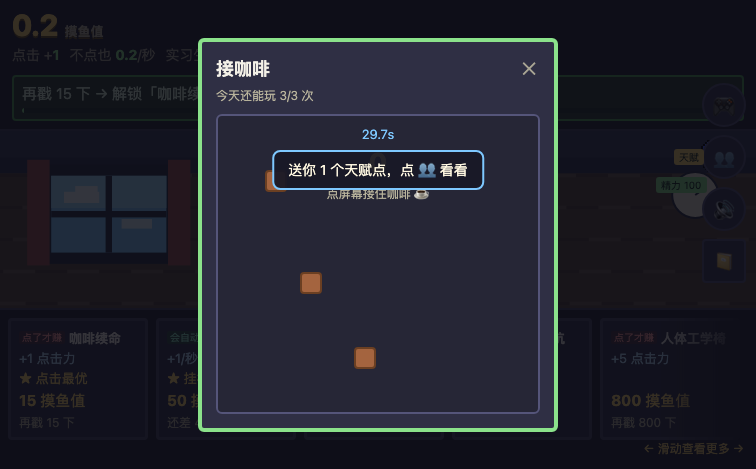 0.2 摸鱼值
点击 +1 不点也 0.2/秒 实习
再戳 15 下 → 解锁「咖啡续
接咖啡
今天还能玩 3/3 次
29.7s
送你 1 个天赋点，点 👥 看看
点屏幕接住咖啡 ☕
天赋
精力 100
点了才赚 咖啡续命
+1 点击力
★ 点击最优
15 摸鱼值
再戳 15 下
会自动
+1/秒
★ 挂
50
还差
点了才赚 人体工学椅
+5 点击力
800 摸鱼值
再戳 800 下
← 滑动查看更多 →